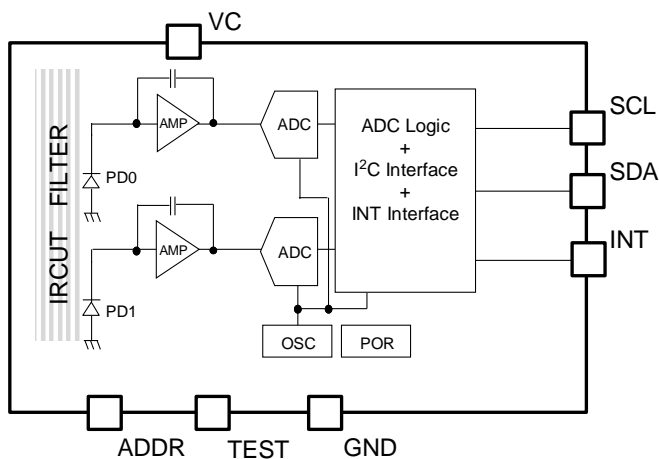 VC
IRCUT FILTER
AMP
ADC
PD0
AMP
ADC
PD1
ADC Logic
+
I²C Interface
+
INT Interface
OSC
POR
SCL
SDA
INT
ADDR
TEST
GND